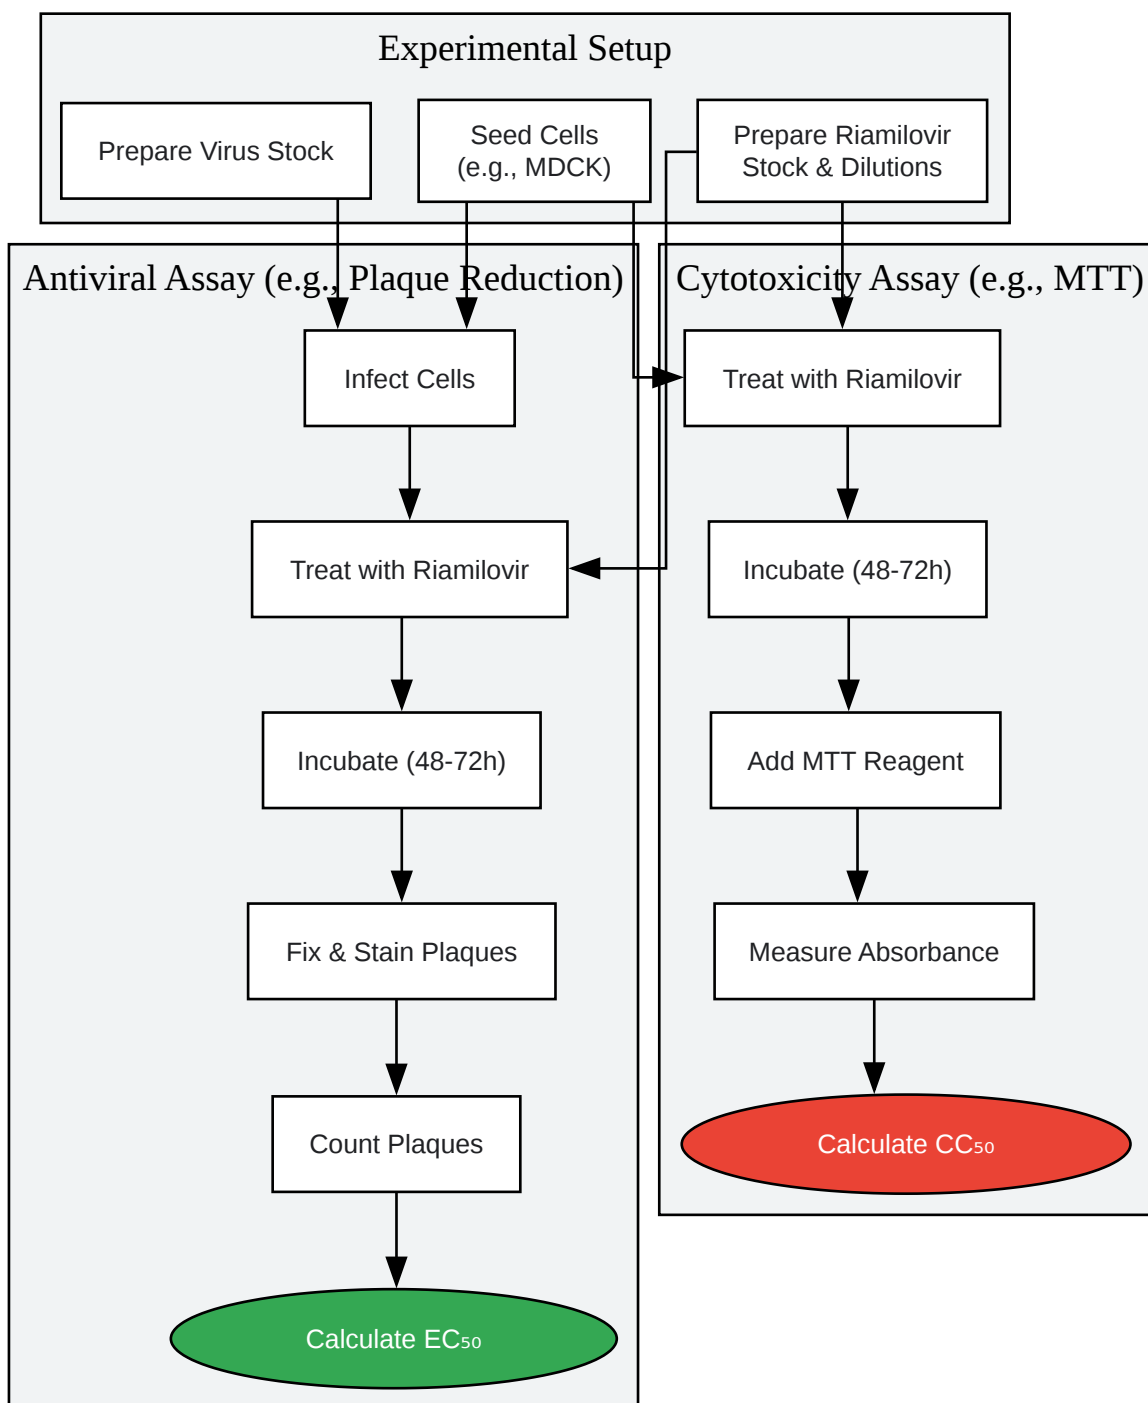 Experimental Setup
Prepare Virus Stock
Seed Cells
(e.g., MDCK)
Prepare Riamilovir
Stock & Dilutions
Antiviral Assay (e.g., Plaque Reduction)
Infect Cells
Treat with Riamilovir
Incubate (48-72h)
Fix & Stain Plaques
Count Plaques
Calculate EC₅₀
Cytotoxicity Assay (e.g., MTT)
Treat with Riamilovir
Incubate (48-72h)
Add MTT Reagent
Measure Absorbance
Calculate CC₅₀